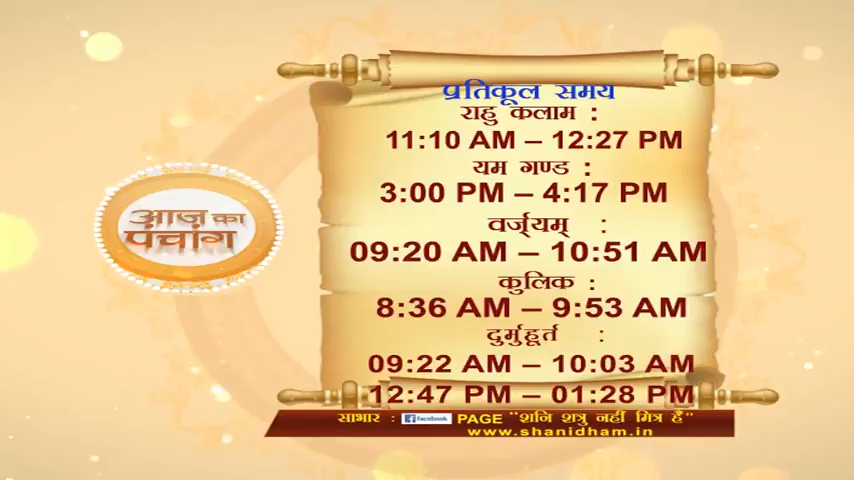 आज का
पंचांग
प्रतिकूल समय
राहु कलाम :
11:10 AM – 12:27 PM
यम गण्ड :
3:00 PM – 4:17 PM
वर्ज्यम् :
09:20 AM – 10:51 AM
कुलिक :
8:36 AM – 9:53 AM
दुर्मुहूर्त :
09:22 AM – 10:03 AM
12:47 PM – 01:28 PM
साभार : facebook PAGE "शनि शत्रु नहीं मित्र हैं"
www.shanidham.in